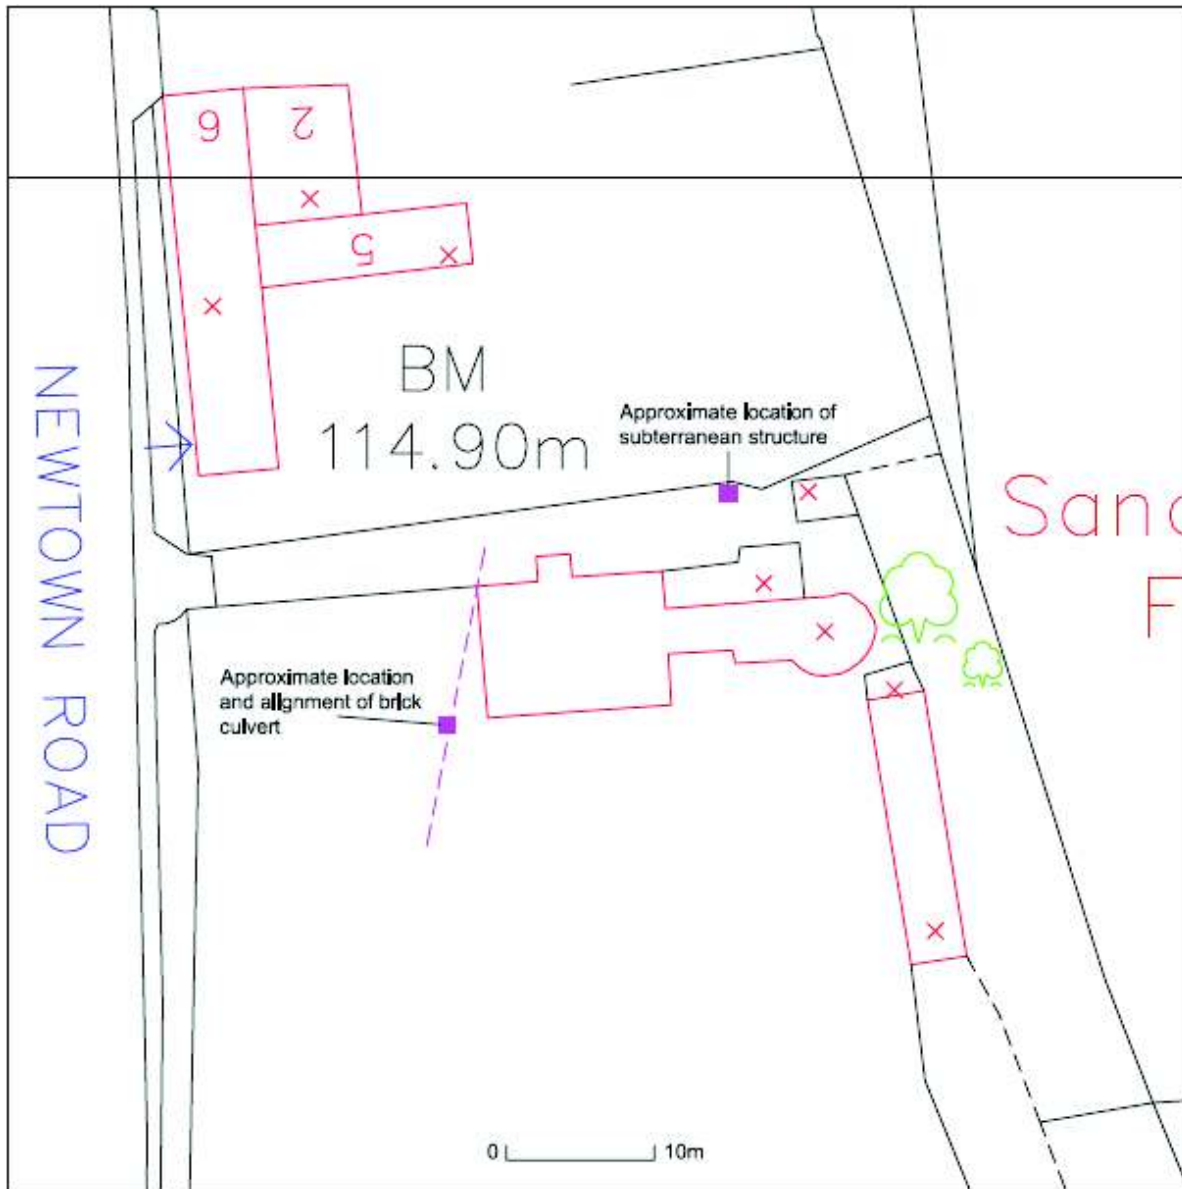 6
2
5
BM
114.90m
NEWTOWN ROAD
Approximate location of
subterranean structure
Sand
F
Approximate location
and alignment of brick
culvert
0 10m